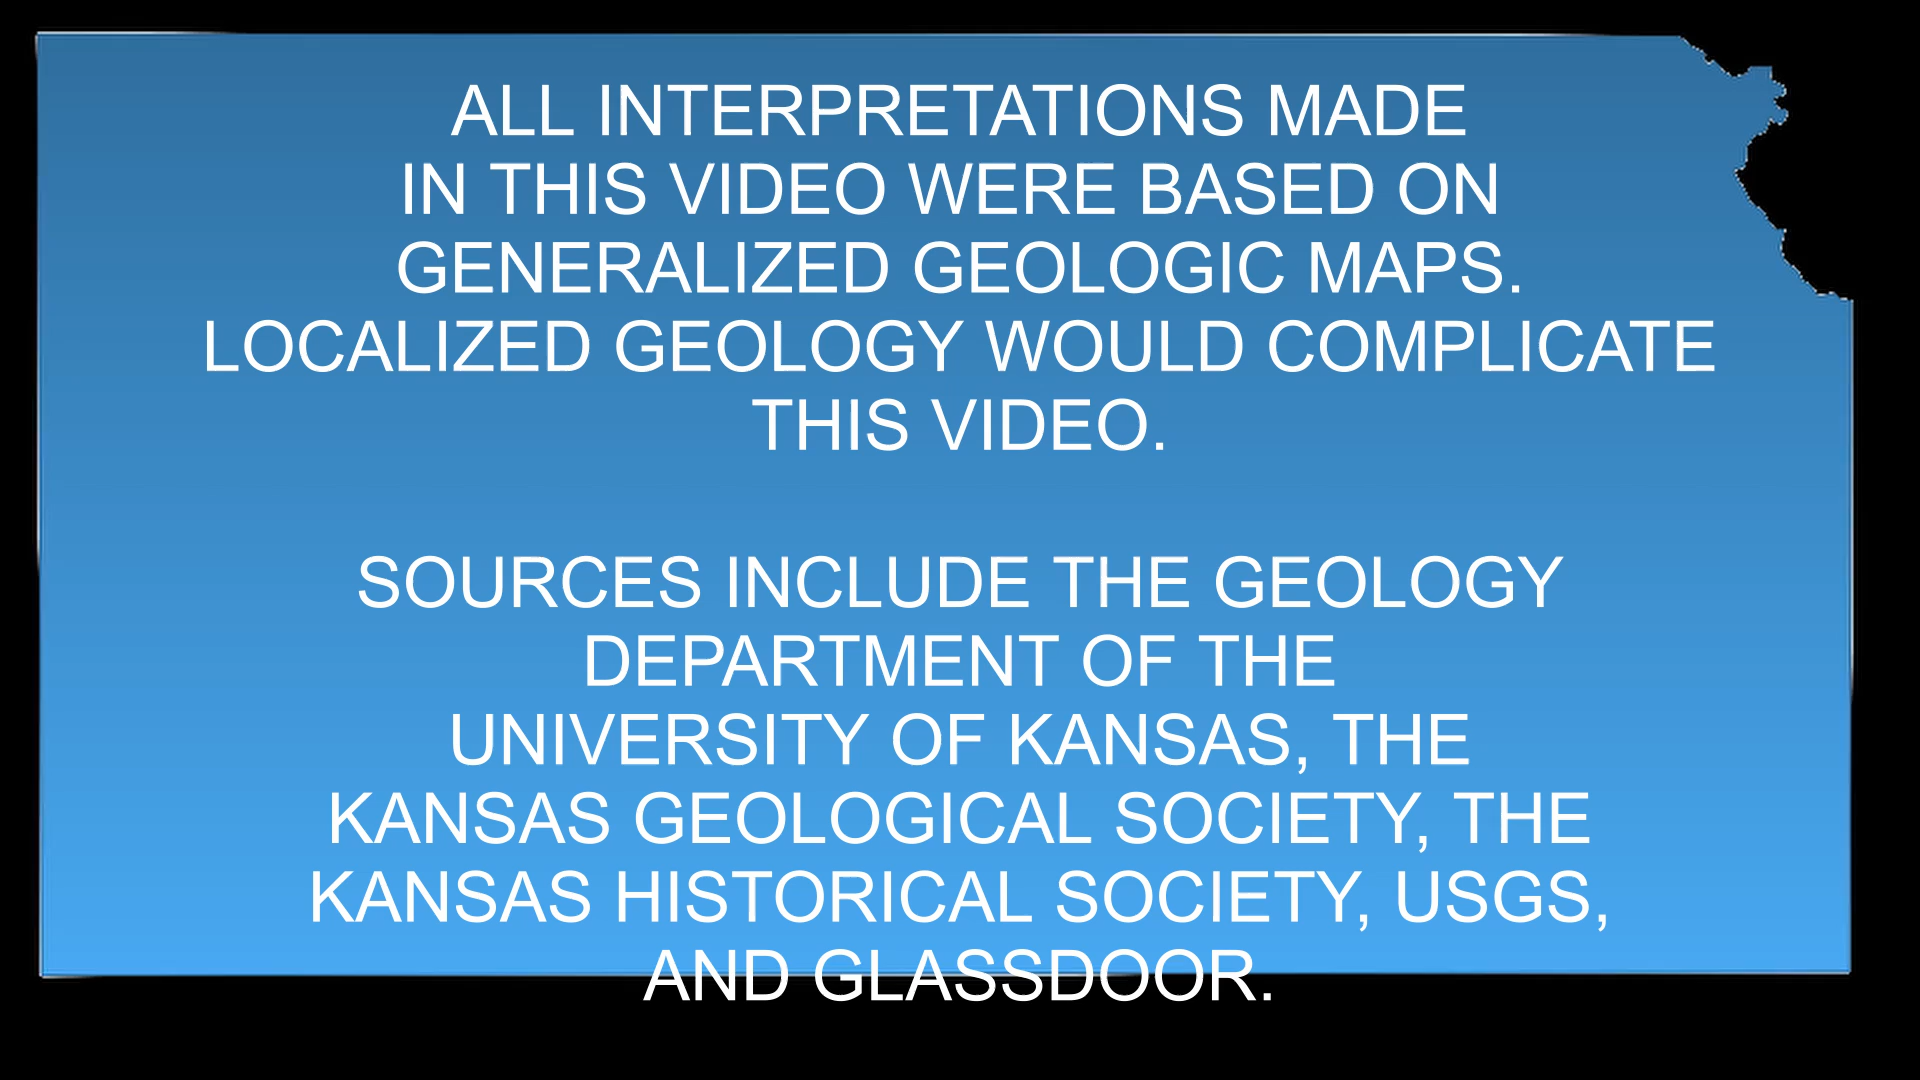 ALL INTERPRETATIONS MADE
IN THIS VIDEO WERE BASED ON
GENERALIZED GEOLOGIC MAPS.
LOCALIZED GEOLOGY WOULD COMPLICATE
THIS VIDEO.
SOURCES INCLUDE THE GEOLOGY
DEPARTMENT OF THE
UNIVERSITY OF KANSAS, THE
KANSAS GEOLOGICAL SOCIETY, THE
KANSAS HISTORICAL SOCIETY, USGS,
AND GLASSDOOR.